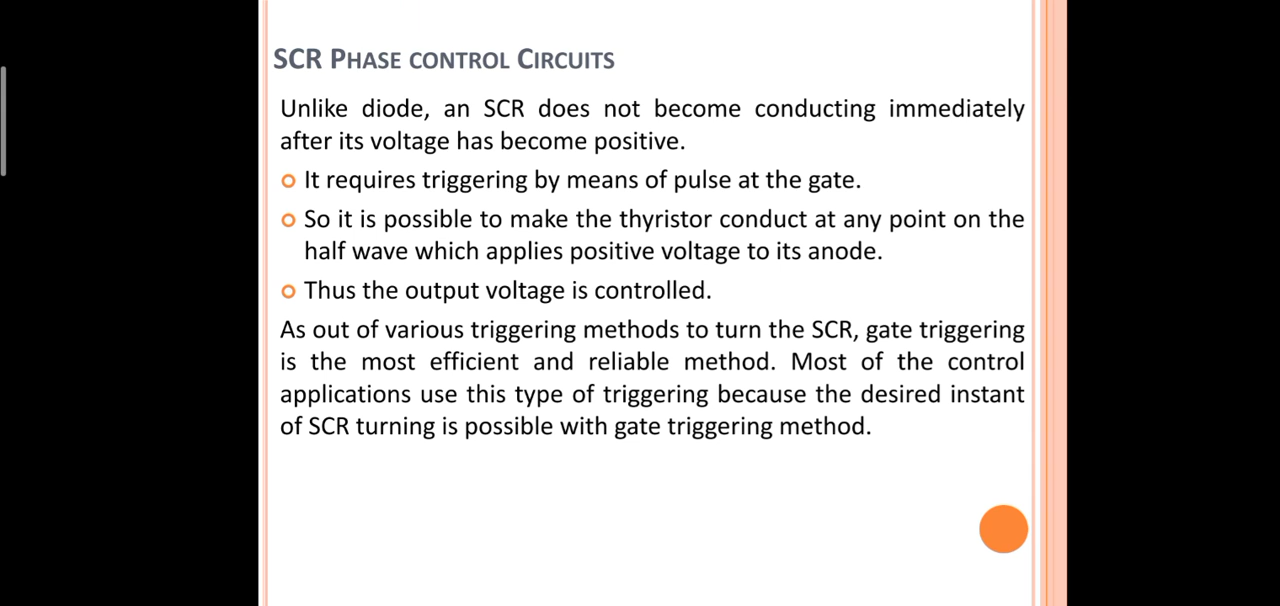 SCR PHASE CONTROL CIRCUITS
Unlike diode, an SCR does not become conducting immediately
after its voltage has become positive.
It requires triggering by means of pulse at the gate.
So it is possible to make the thyristor conduct at any point on the
half wave which applies positive voltage to its anode.
Thus the output voltage is controlled.
As out of various triggering methods to turn the SCR, gate triggering
is the most efficient and reliable method. Most of the control
applications use this type of triggering because the desired instant
of SCR turning is possible with gate triggering method.